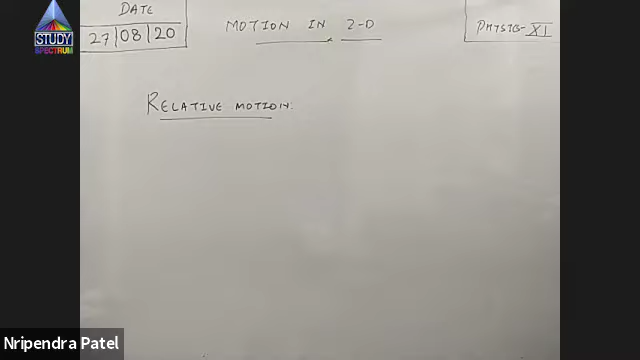 DATE
27|08|20
STUDY
SPECTRUM
MOTION IN 2-D
PHYSICS-XI
RELATIVE MOTION.
Nripendra Patel